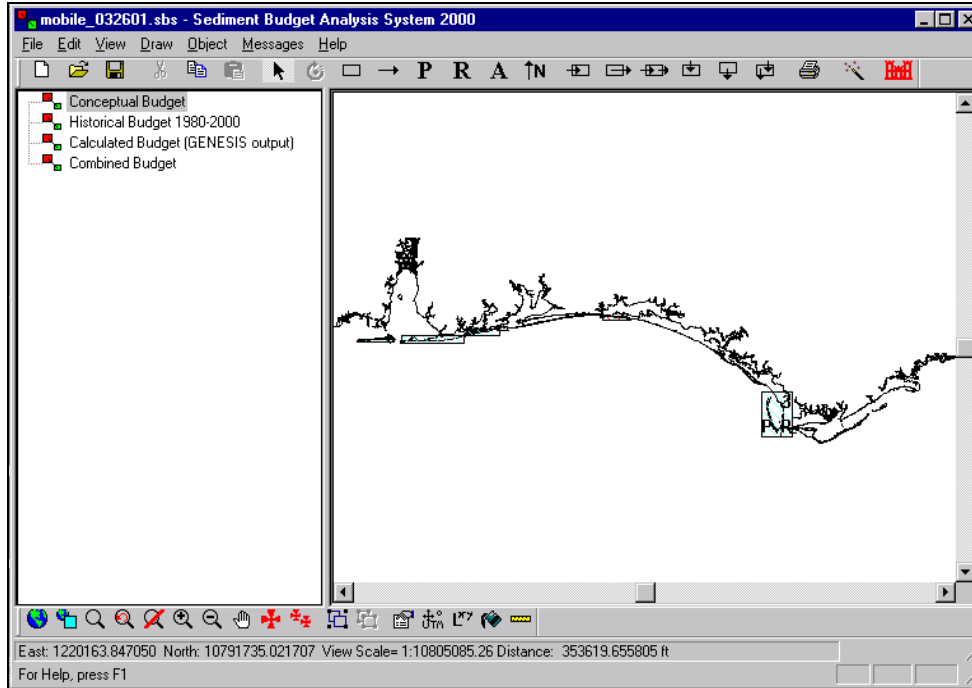 mobile_032601.sbs - Sediment Budget Analysis System 2000
File Edit View Draw Object Messages Help
P R A N
Conceptual Budget
Historical Budget 1980-2000
Calculated Budget (GENESIS output)
Combined Budget
3
P R
East: 1220163.847050 North: 10791735.021707 View Scale= 1:10805085.26 Distance: 353619.655805 ft
For Help, press F1